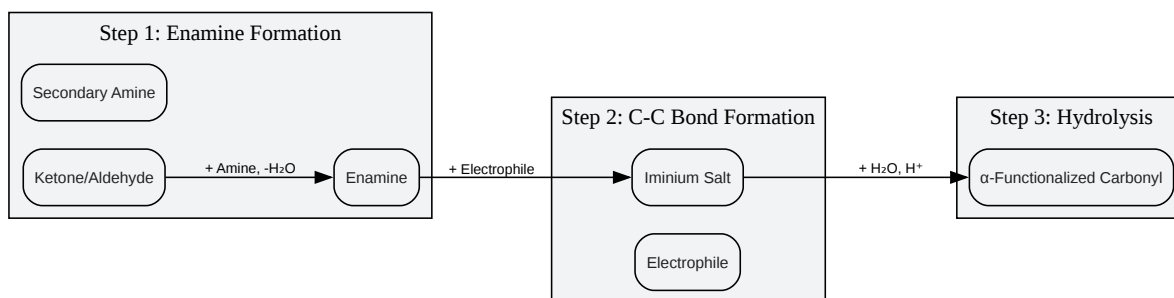 Step 1: Enamine Formation
Secondary Amine
Ketone/Aldehyde
+ Amine, -H₂O
Enamine
+ Electrophile
Step 2: C-C Bond Formation
Iminium Salt
Electrophile
+ H₂O, H⁺
Step 3: Hydrolysis
α-Functionalized Carbonyl